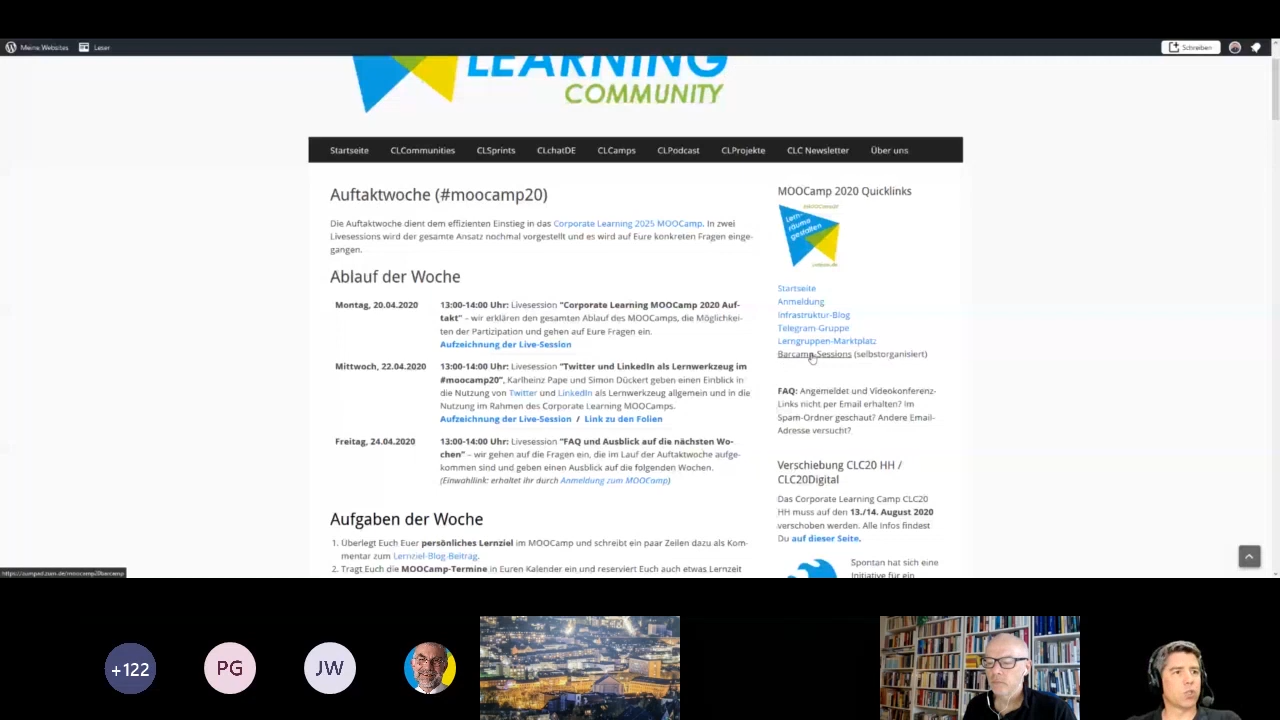 Meine Websites
Leser
Schreiben
LEARNING
COMMUNITY
Startseite
CLCommunities
CLSprints
CLchatDE
CLCamps
CLPodcast
CLProjekte
CLC Newsletter
Über uns
Auftaktwoche (#moocamp20)
Die Auftaktwoche dient dem effizienten Einstieg in das Corporate Learning 2025 MOOCamp. In zwei
Livesessions wird der gesamte Ansatz nochmal vorgestellt und es wird auf Eure konkreten Fragen einge-
gangen.
Ablauf der Woche
Montag, 20.04.2020
13:00-14:00 Uhr: Livesession "Corporate Learning MOOCamp 2020 Auf-
takt" – wir erklären den gesamten Ablauf des MOOCamps, die Möglichkei-
ten der Partizipation und gehen auf Eure Fragen ein.
Aufzeichnung der Live-Session
Mittwoch, 22.04.2020
13:00-14:00 Uhr: Livesession "Twitter und LinkedIn als Lernwerkzeug im
#moocamp20", Karlheinz Pape und Simon Dückert geben einen Einblick in
die Nutzung von Twitter und LinkedIn als Lernwerkzeug allgemein und in die
Nutzung im Rahmen des Corporate Learning MOOCamps.
Aufzeichnung der Live-Session / Link zu den Folien
Freitag, 24.04.2020
13:00-14:00 Uhr: Livesession "FAQ und Ausblick auf die nächsten Wo-
chen" – wir gehen auf die Fragen ein, die im Lauf der Auftaktwoche aufge-
kommen sind und geben einen Ausblick auf die folgenden Wochen.
(Einwahllink: erhaltet ihr durch Anmeldung zum MOOCamp)
Aufgaben der Woche
1. Überlegt Euch Euer persönliches Lernziel im MOOCamp und schreibt ein paar Zeilen dazu als Kom-
mentar zum Lernziel-Blog-Beitrag.
2. Tragt Euch die MOOCamp-Termine in Euren Kalender ein und reserviert Euch auch etwas Lernzeit
MOOCamp 2020 Quicklinks
Lern-
räume
gestalten
Startseite
Anmeldung
Infrastruktur-Blog
Telegram-Gruppe
Lerngruppen-Marktplatz
Barcamp-Sessions (selbstorganisiert)
FAQ: Angemeldet und Videokonferenz-
Links nicht per Email erhalten? Im
Spam-Ordner geschaut? Andere Email-
Adresse versucht?
Verschiebung CLC20 HH /
CLC20Digital
Das Corporate Learning Camp CLC20
HH muss auf den 13./14. August 2020
verschoben werden. Alle Infos findest
Du auf dieser Seite.
Spontan hat sich eine
Initiative für ein
+122
PG
JW